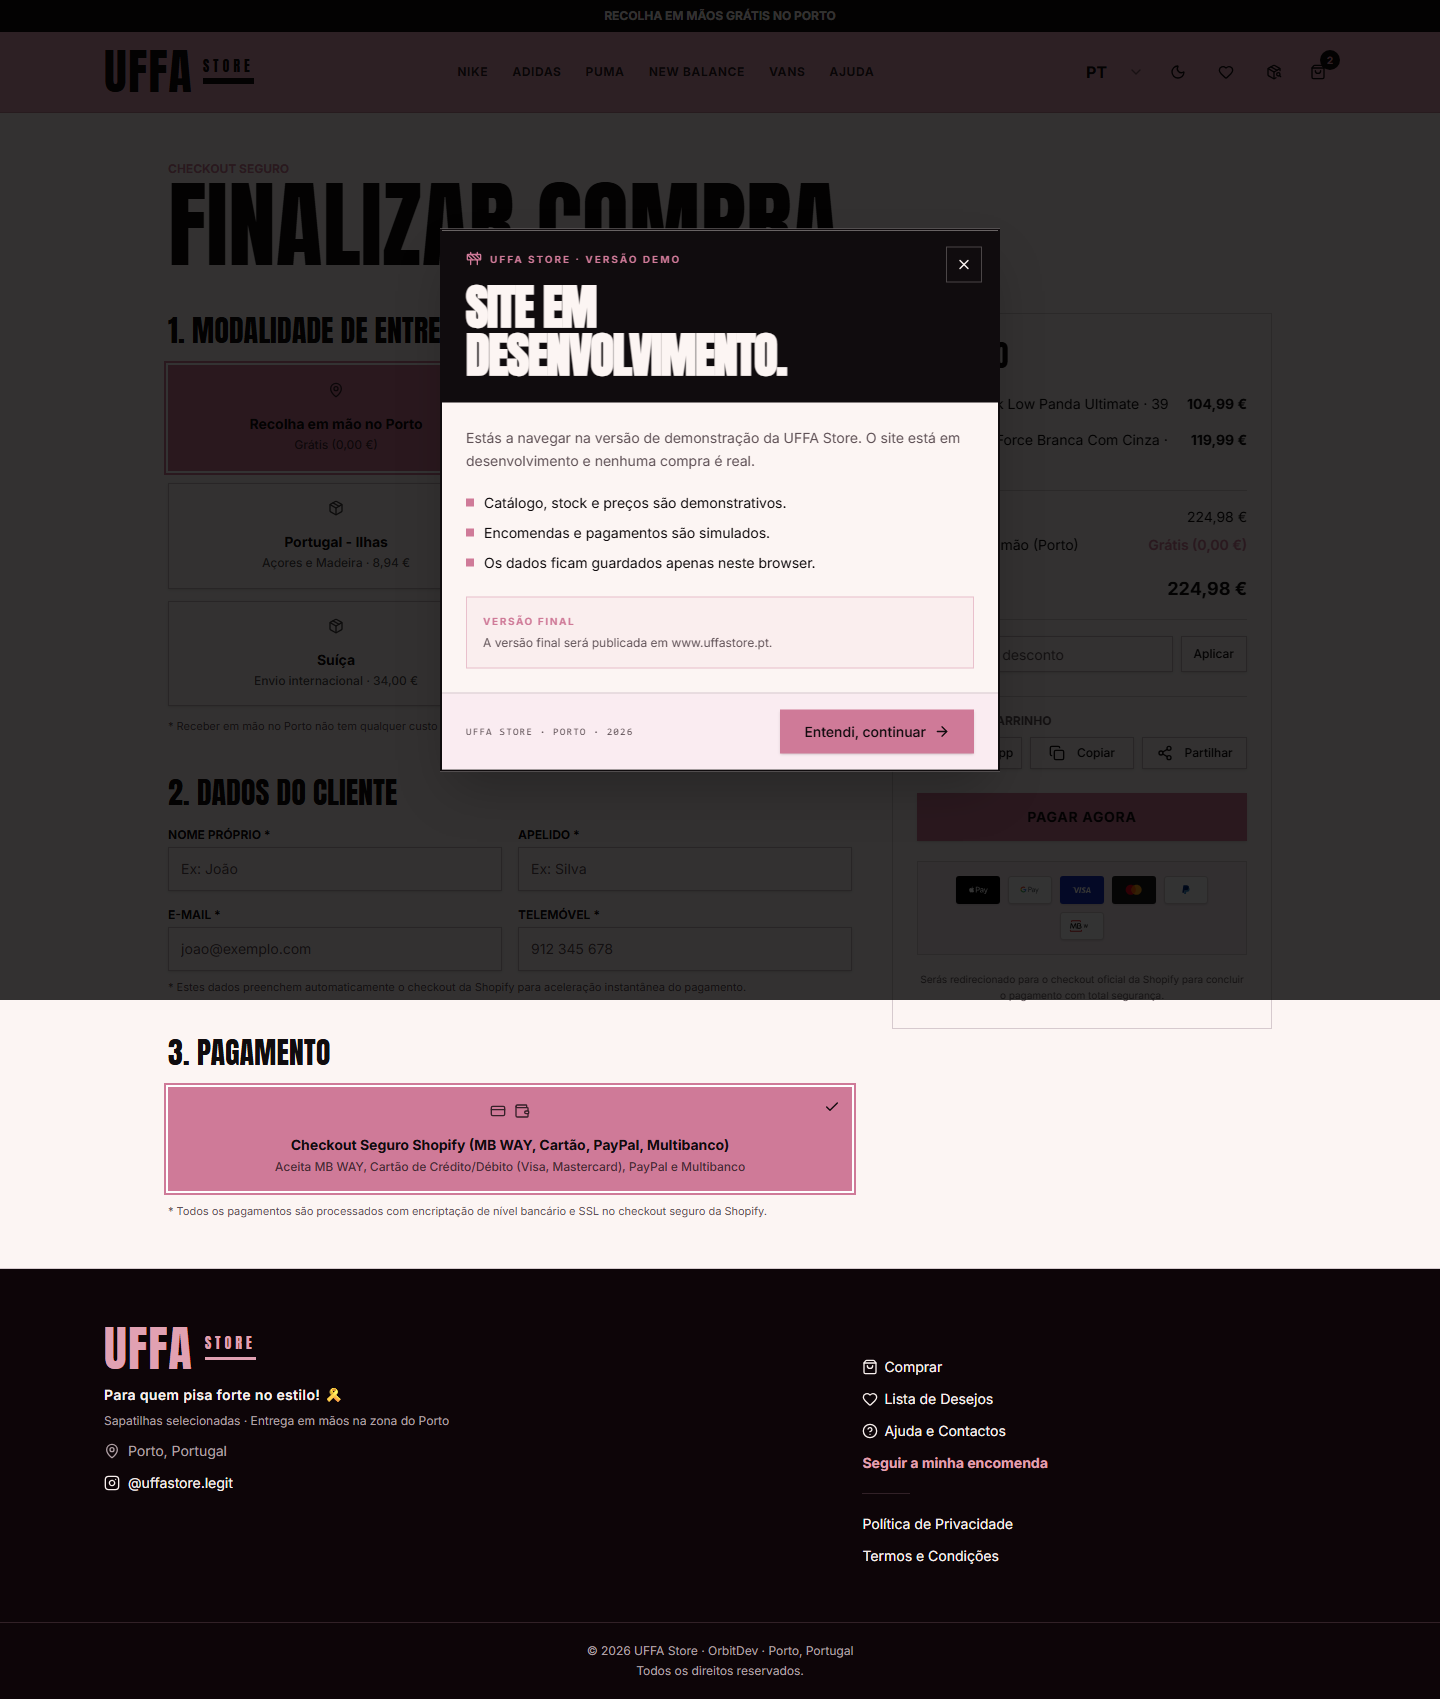 RECOLHA EM MÃOS GRÁTIS NO PORTO
UFFA STORE
NIKE ADIDAS PUMA NEW BALANCE VANS AJUDA
PT
2
CHECKOUT SEGURO
FINALIZAR COMPRA
UFFA STORE · VERSÃO DEMO
SITE EM
DESENVOLVIMENTO.
Estás a navegar na versão de demonstração da UFFA Store. O site está em
desenvolvimento e nenhuma compra é real.
Catálogo, stock e preços são demonstrativos.
Encomendas e pagamentos são simulados.
Os dados ficam guardados apenas neste browser.
VERSÃO FINAL
A versão final será publicada em www.uffastore.pt.
UFFA STORE · PORTO · 2026
Entendi, continuar
1. MODALIDADE DE ENTRE
Recolha em mão no Porto
Grátis (0,00 €)
Portugal - Ilhas
Açores e Madeira · 8,94 €
Suíça
Envio internacional · 34,00 €
* Receber em mão no Porto não tem qualquer custo
2. DADOS DO CLIENTE
NOME PRÓPRIO *
Ex: João
APELIDO *
Ex: Silva
E-MAIL *
joao@exemplo.com
TELEMÓVEL *
912 345 678
* Estes dados preenchem automaticamente o checkout da Shopify para aceleração instantânea do pagamento.
Low Panda Ultimate · 39 104,99 €
Force Branca Com Cinza · 119,99 €
224,98 €
mão (Porto) Grátis (0,00 €)
224,98 €
desconto
Aplicar
ARRINHO
pp
Copiar
Partilhar
PAGAR AGORA
Pay
G Pay
VISA
MB W
Serás redirecionado para o checkout oficial da Shopify para concluir
o pagamento com total segurança.
3. PAGAMENTO
Checkout Seguro Shopify (MB WAY, Cartão, PayPal, Multibanco)
Aceita MB WAY, Cartão de Crédito/Débito (Visa, Mastercard), PayPal e Multibanco
* Todos os pagamentos são processados com encriptação de nível bancário e SSL no checkout seguro da Shopify.
UFFA STORE
Para quem pisa forte no estilo! 🎗️
Sapatilhas selecionadas · Entrega em mãos na zona do Porto
Porto, Portugal
@uffastore.legit
Comprar
Lista de Desejos
Ajuda e Contactos
Seguir a minha encomenda
Política de Privacidade
Termos e Condições
© 2026 UFFA Store · OrbitDev · Porto, Portugal
Todos os direitos reservados.